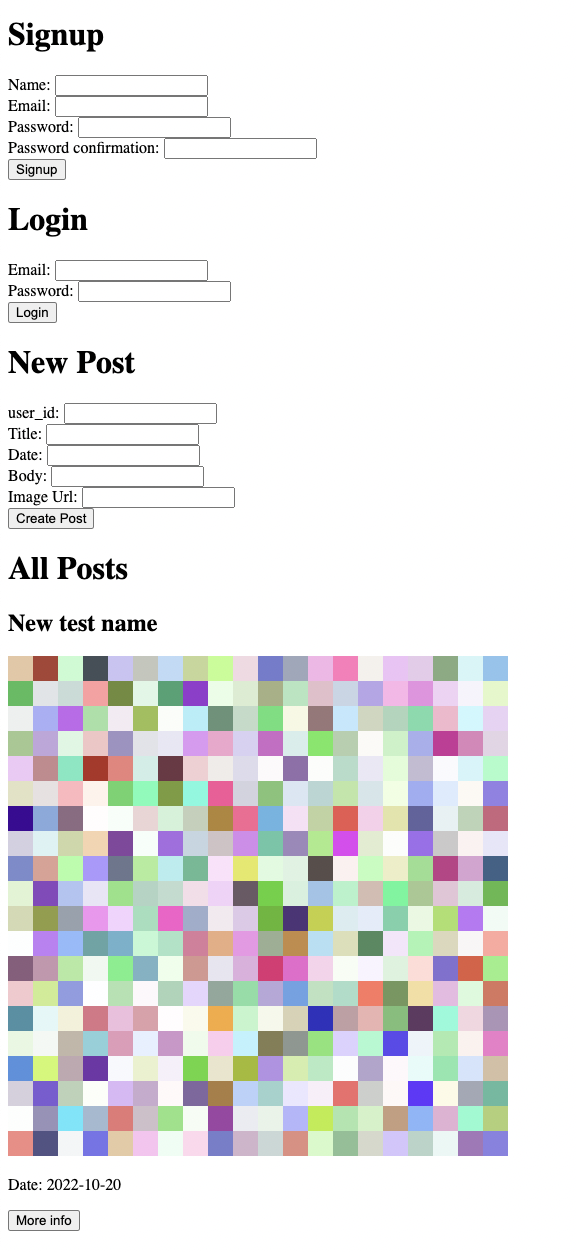 Signup
Name:
Email:
Password:
Password confirmation:
Signup
Login
Email:
Password:
Login
New Post
user_id:
Title:
Date:
Body:
Image Url:
Create Post
All Posts
New test name
Date: 2022-10-20
More info